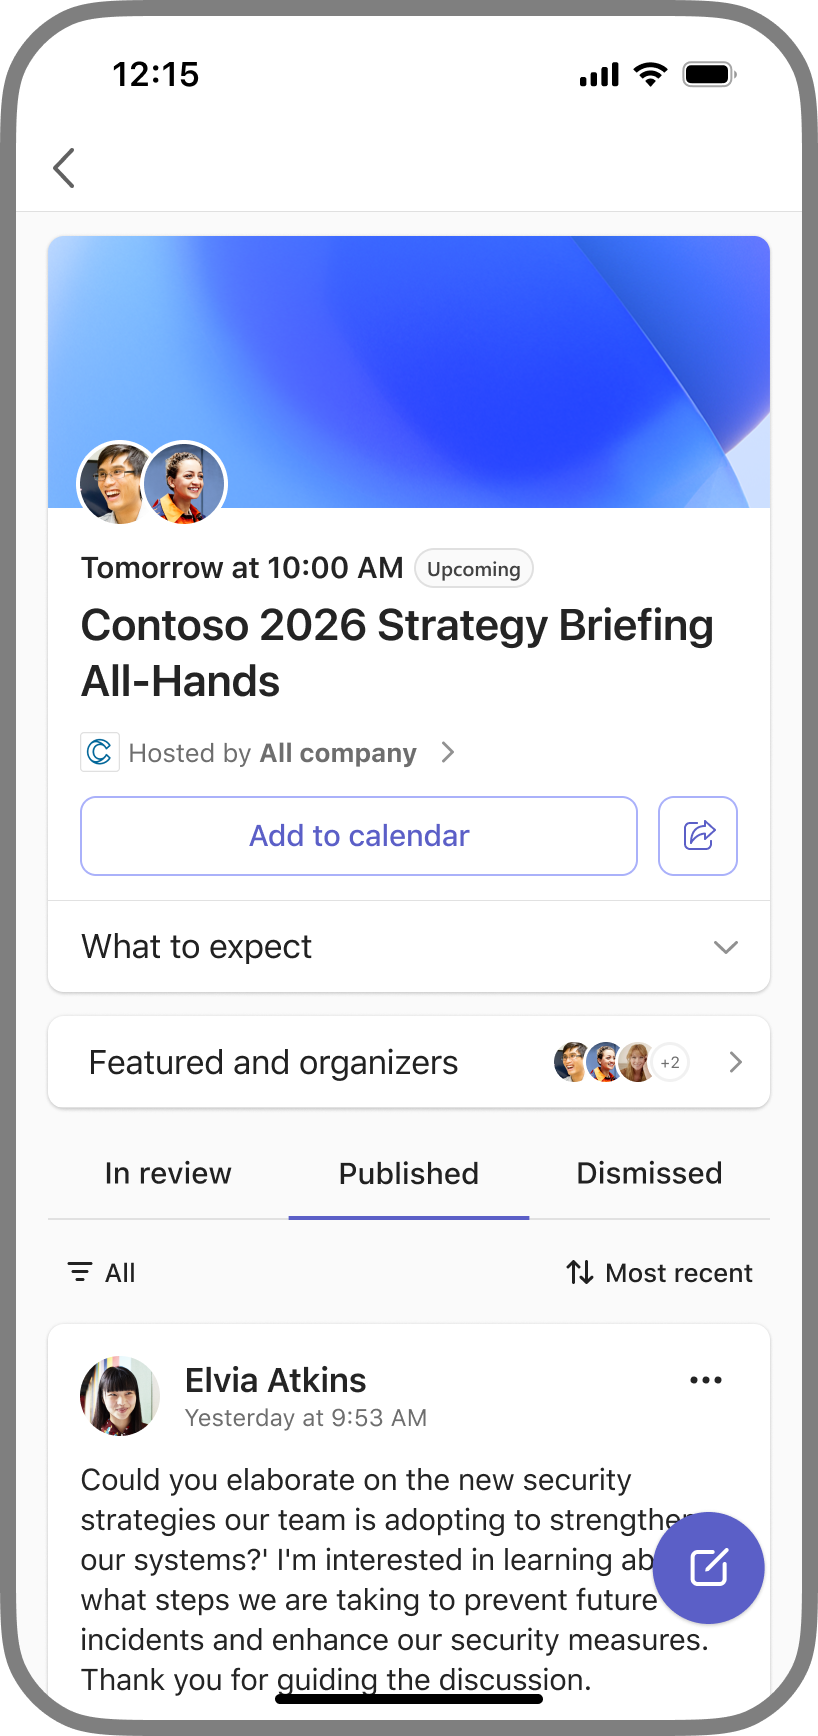 12:15
Tomorrow at 10:00 AM Upcoming
Contoso 2026 Strategy Briefing
All-Hands
Hosted by All company
Add to calendar
What to expect
Featured and organizers +2
In review Published Dismissed
All Most recent
Elvia Atkins
Yesterday at 9:53 AM
Could you elaborate on the new security
strategies our team is adopting to strengthen
our systems?' I'm interested in learning
what steps we are taking to prevent future
incidents and enhance our security measures.
Thank you for guiding the discussion.